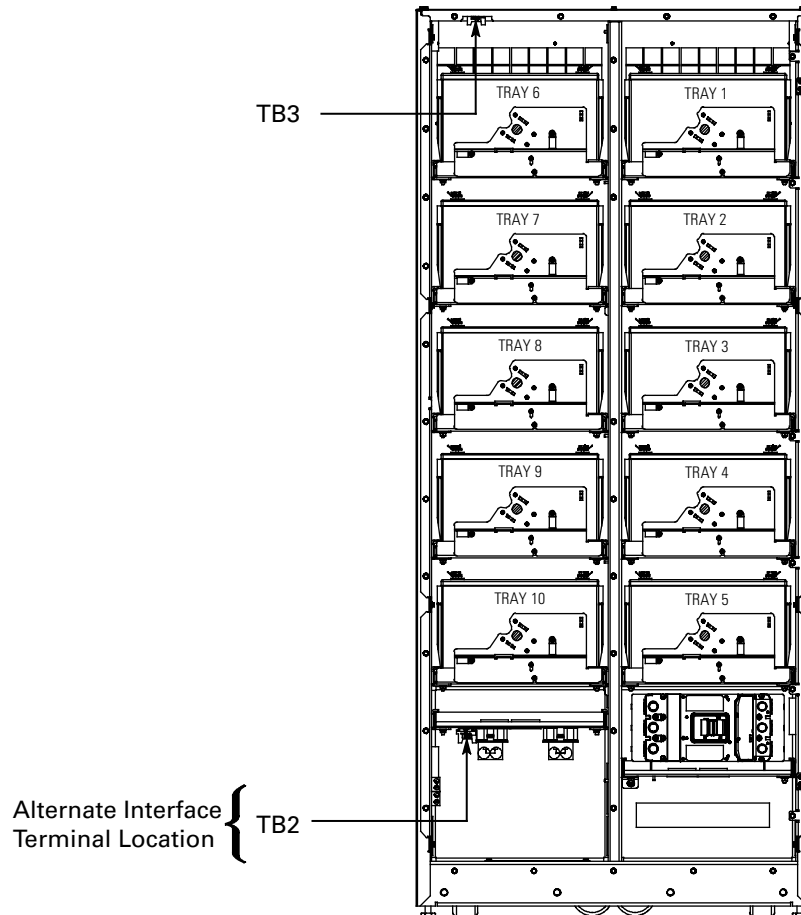 TB3
TRAY 6
TRAY 1
TRAY 7
TRAY 2
TRAY 8
TRAY 3
TRAY 9
TRAY 4
TRAY 10
TRAY 5
Alternate Interface
Terminal Location
TB2